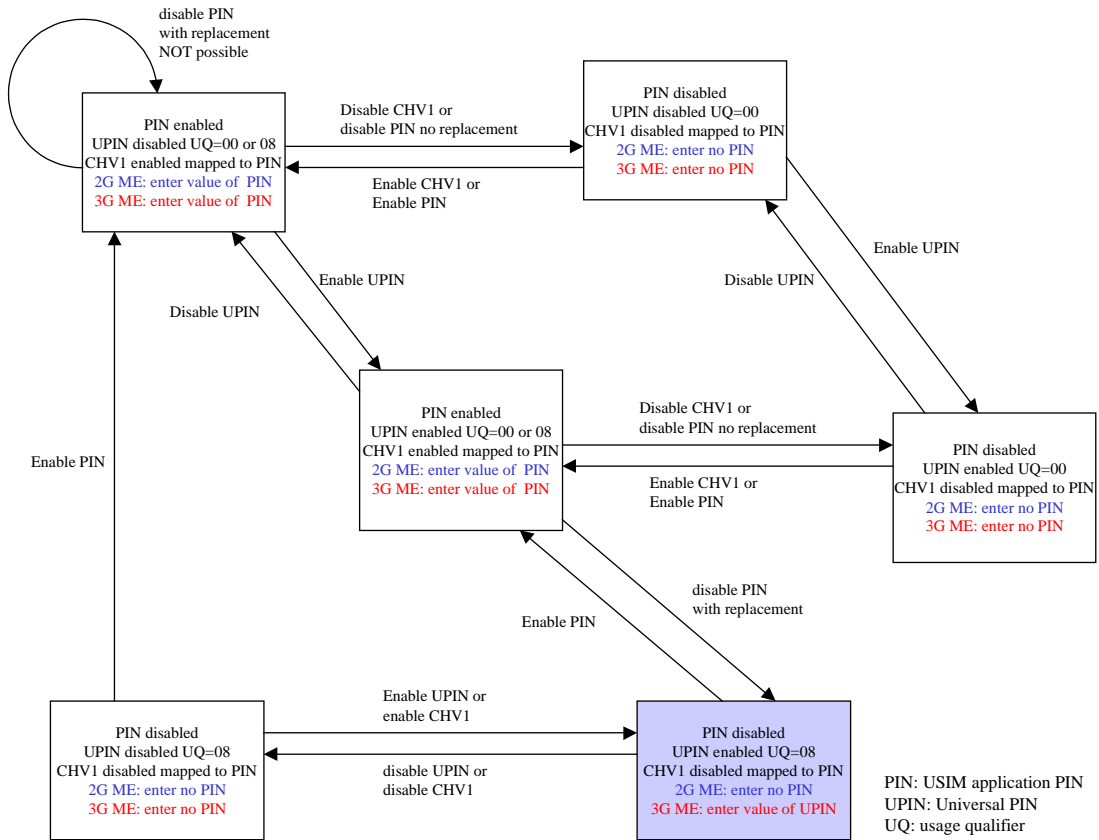 disable PIN
with replacement
NOT possible
PIN enabled
UPIN disabled UQ=00 or 08
CHV1 enabled mapped to PIN
2G ME: enter value of PIN
3G ME: enter value of PIN
Disable CHV1 or
disable PIN no replacement
Enable CHV1 or
Enable PIN
PIN disabled
UPIN disabled UQ=00
CHV1 disabled mapped to PIN
2G ME: enter no PIN
3G ME: enter no PIN
Enable UPIN
Disable UPIN
Disable UPIN
Enable UPIN
PIN enabled
UPIN enabled UQ=00 or 08
CHV1 enabled mapped to PIN
2G ME: enter value of PIN
3G ME: enter value of PIN
Disable CHV1 or
disable PIN no replacement
Enable CHV1 or
Enable PIN
PIN disabled
UPIN enabled UQ=00
CHV1 disabled mapped to PIN
2G ME: enter no PIN
3G ME: enter no PIN
Enable PIN
disable PIN
with replacement
Enable PIN
PIN disabled
UPIN disabled UQ=08
CHV1 disabled mapped to PIN
2G ME: enter no PIN
3G ME: enter no PIN
Enable UPIN or
enable CHV1
disable UPIN or
disable CHV1
PIN disabled
UPIN enabled UQ=08
CHV1 disabled mapped to PIN
2G ME: enter no PIN
3G ME: enter value of UPIN
PIN: USIM application PIN
UPIN: Universal PIN
UQ: usage qualifier